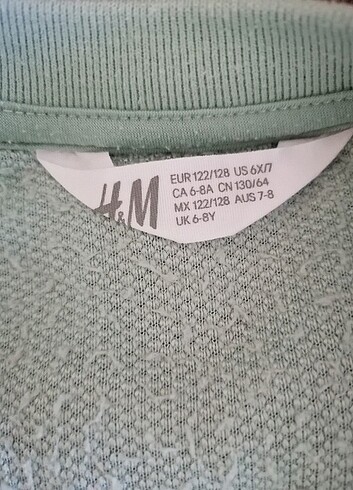 H&M
EUR 122/128 US 6X/7
CA 6-8A CN 130/64
MX 122/128 AUS 7-8
UK 6-8Y